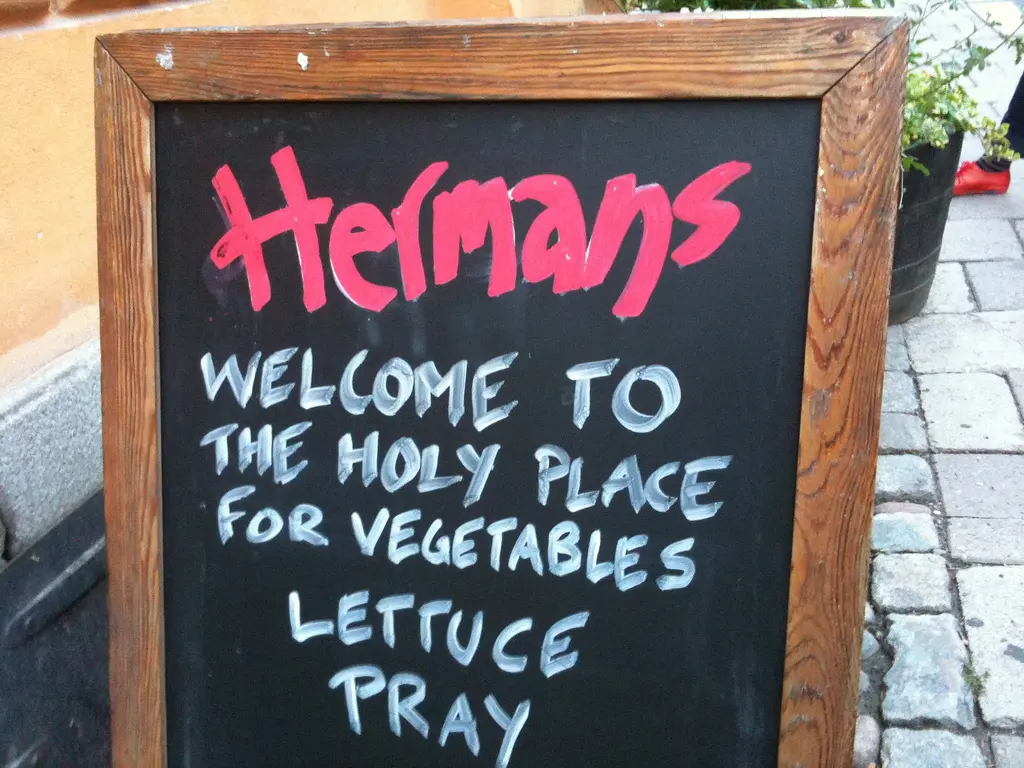 Hermans
WELCOME TO
THE HOLY PLACE
FOR VEGETABLES
LETTUCE
PRAY